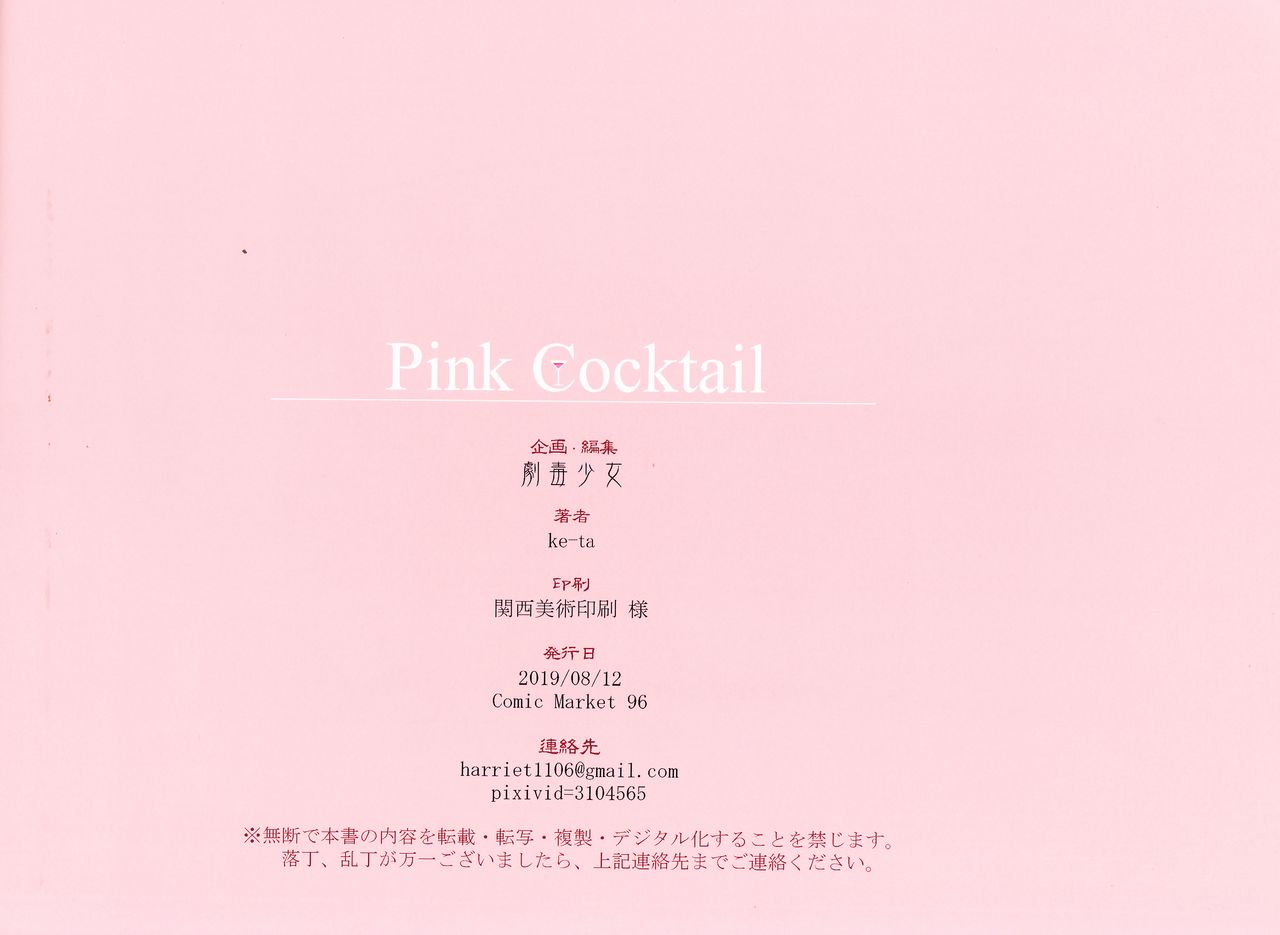 Pink Cocktail
企画・編集
劇毒少女
著者
ke-ta
印刷
関西美術印刷 様
発行日
2019/08/12
Comic Market 96
連絡先
harriet1106@gmail.com
pixivid=3104565
※無断で本書の内容を転載・転写・複製・デジタル化することを禁じます。
落丁、乱丁が万一ございましたら、上記連絡先までご連絡ください。